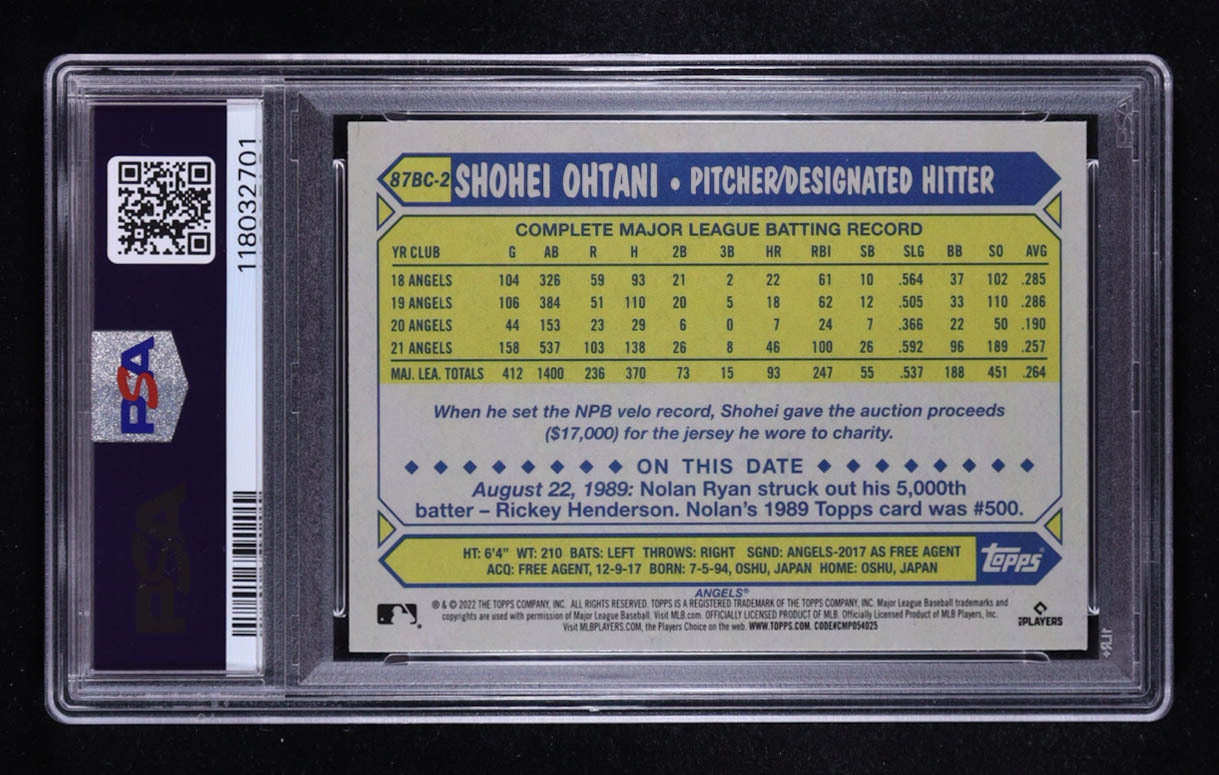 118032701
PSA
PSA
87BC-2 SHOHEI OHTANI • PITCHER/DESIGNATED HITTER
COMPLETE MAJOR LEAGUE BATTING RECORD
YR CLUB G AB R H 2B 3B HR RBI SB SLG BB SO AVG
18 ANGELS 104 326 59 93 21 2 22 61 10 .564 37 102 .285
19 ANGELS 106 384 51 110 20 5 18 62 12 .505 33 110 .286
20 ANGELS 44 153 23 29 6 0 7 24 7 .366 22 50 .190
21 ANGELS 158 537 103 138 26 8 46 100 26 .592 96 189 .257
MAJ. LEA. TOTALS 412 1400 236 370 73 15 93 247 55 .537 188 451 .264
When he set the NPB velo record, Shohei gave the auction proceeds
($17,000) for the jersey he wore to charity.
ON THIS DATE
August 22, 1989: Nolan Ryan struck out his 5,000th
batter – Rickey Henderson. Nolan's 1989 Topps card was #500.
HT: 6'4" WT: 210 BATS: LEFT THROWS: RIGHT SGND: ANGELS-2017 AS FREE AGENT
ACQ: FREE AGENT, 12-9-17 BORN: 7-5-94, OSHU, JAPAN HOME: OSHU, JAPAN
topps®
ANGELS®
® & © 2022 THE TOPPS COMPANY, INC. ALL RIGHTS RESERVED. TOPPS IS A REGISTERED TRADEMARK OF THE TOPPS COMPANY, INC. Major League Baseball trademarks and
copyrights are used with permission of Major League Baseball. Visit MLB.com. OFFICIALLY LICENSED PRODUCT OF MLB. Officially Licensed Product of MLB Players, Inc.
Visit MLBPLAYERS.COM, the Players Choice on the web. WWW.TOPPS.COM. CODE#CMP054825
PLAYERS